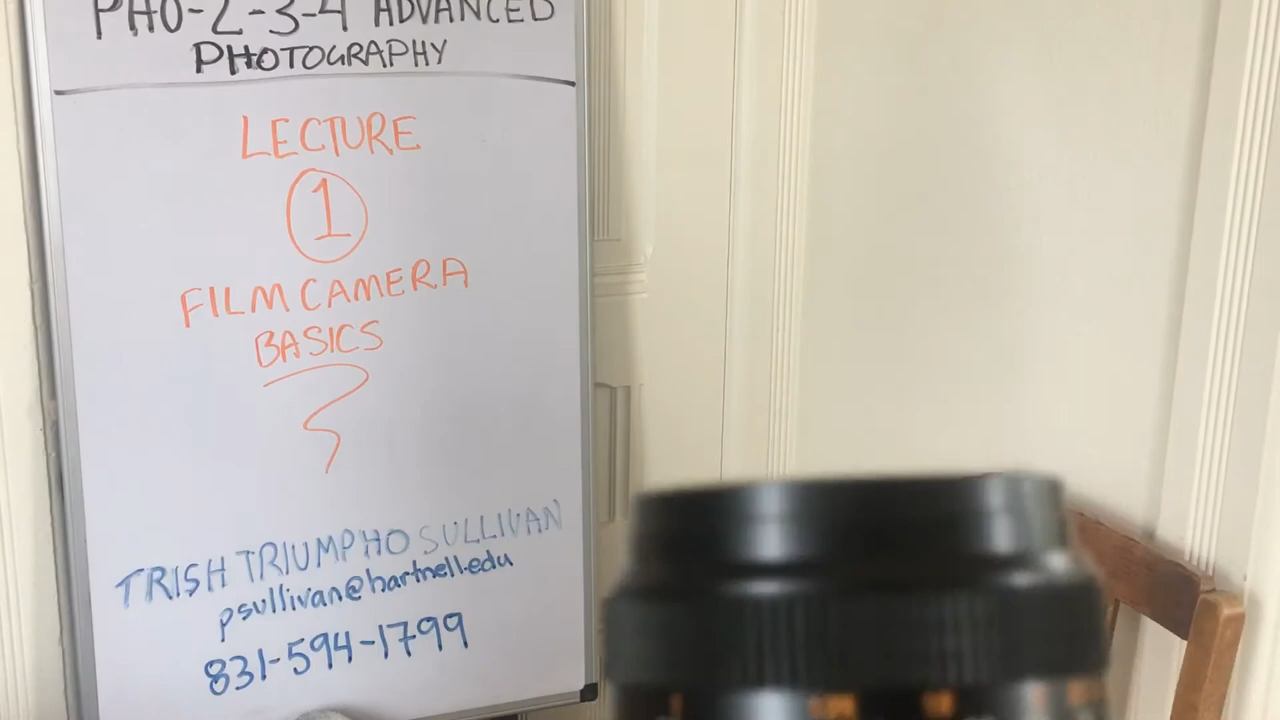 PHO-2-3-4 ADVANCED
PHOTOGRAPHY
LECTURE
1
FILM CAMERA
BASICS
TRISH TRIUMPHO SULLIVAN
psullivan@hartnell.edu
831-594-1799